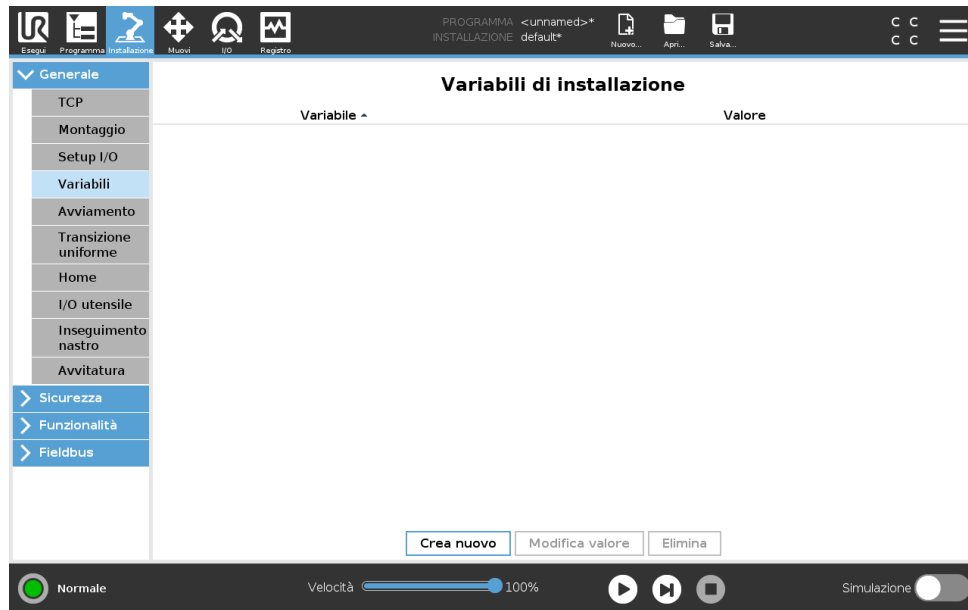 UR
PROGRAMMA <unnamed>*
INSTALLAZIONE default*
C C
C C
Esegui Programma Installazione Muovi I/O Registro Nuovo... Apri... Salva...
Generale
TCP
Montaggio
Setup I/O
Variabili
Avviamento
Transizione
uniforme
Home
I/O utensile
Inseguimento
nastro
Avvitatura
Sicurezza
Funzionalità
Fieldbus
Variabili di installazione
Variabile Valore
Crea nuovo Modifica valore Elimina
Normale Velocità 100% Simulazione